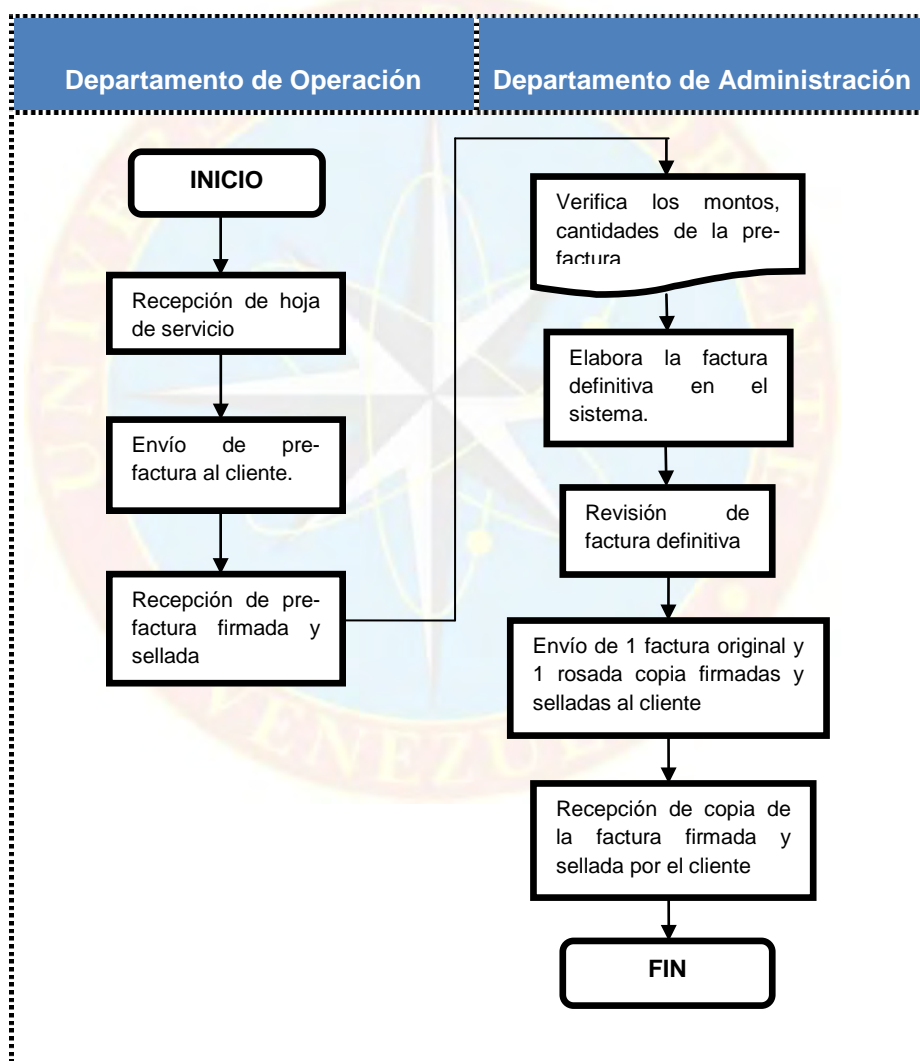 Departamento de Operación
Departamento de Administración
INICIO
Recepción de hoja
de servicio
Envío de pre-
factura al cliente.
Recepción de pre-
factura firmada y
sellada
Verifica los montos,
cantidades de la pre-
factura
Elabora la factura
definitiva en el
sistema.
Revisión de
factura definitiva
Envío de 1 factura original y
1 rosada copia firmadas y
selladas al cliente
Recepción de copia de
la factura firmada y
sellada por el cliente
FIN
VENEZUE